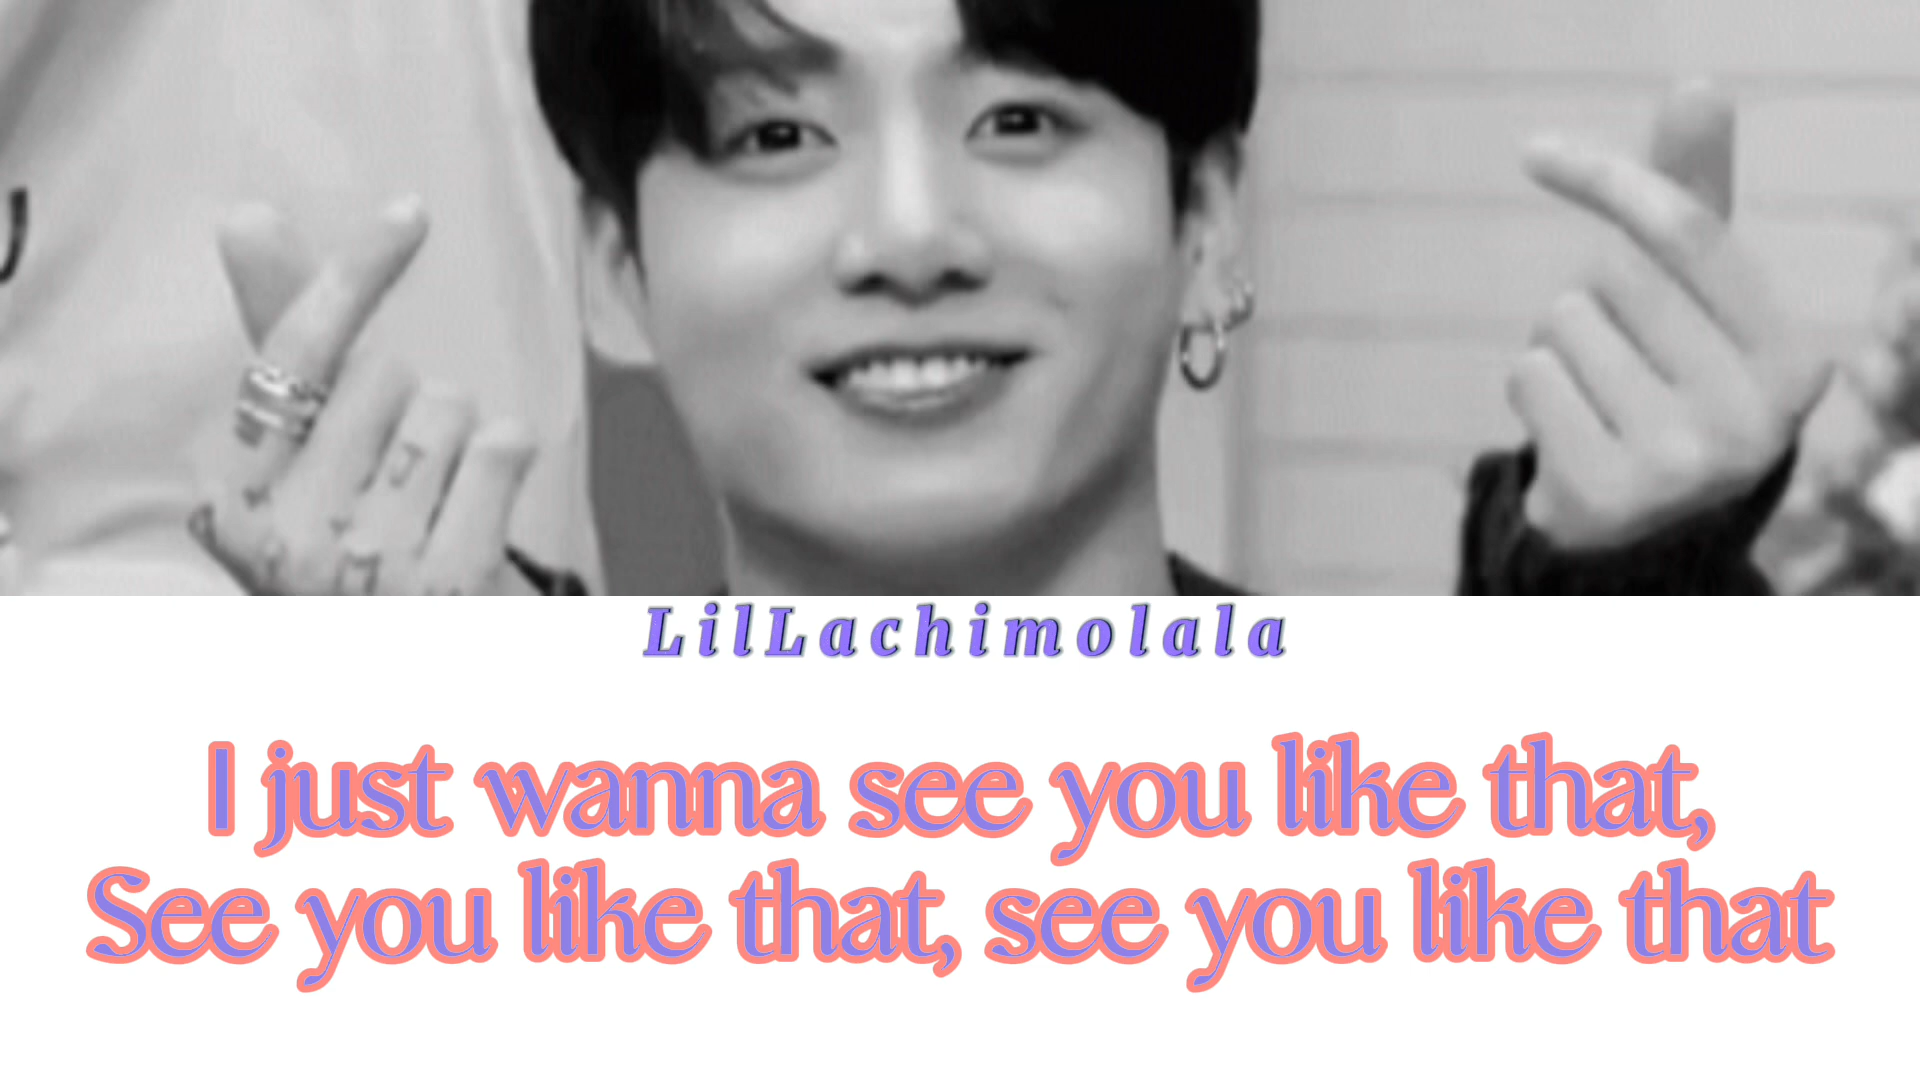 LilLachimolala
I just wanna see you like that,
See you like that, see you like that